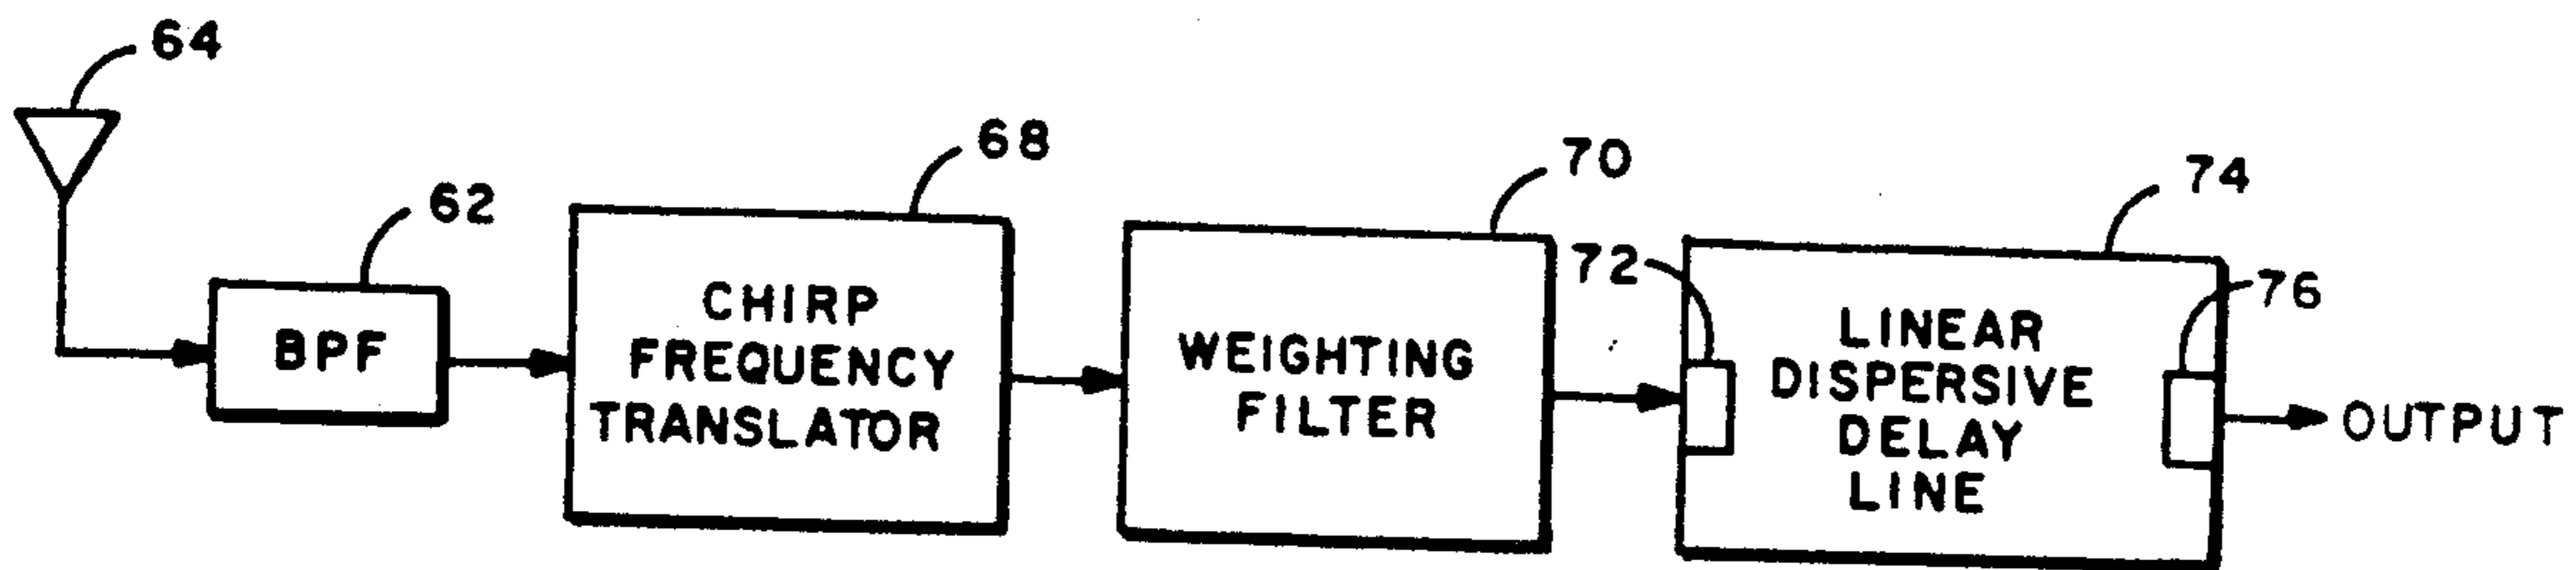 64
62
68
70
72
74
76
BPF
CHIRP
FREQUENCY
TRANSLATOR
WEIGHTING
FILTER
LINEAR
DISPERSIVE
DELAY
LINE
OUTPUT